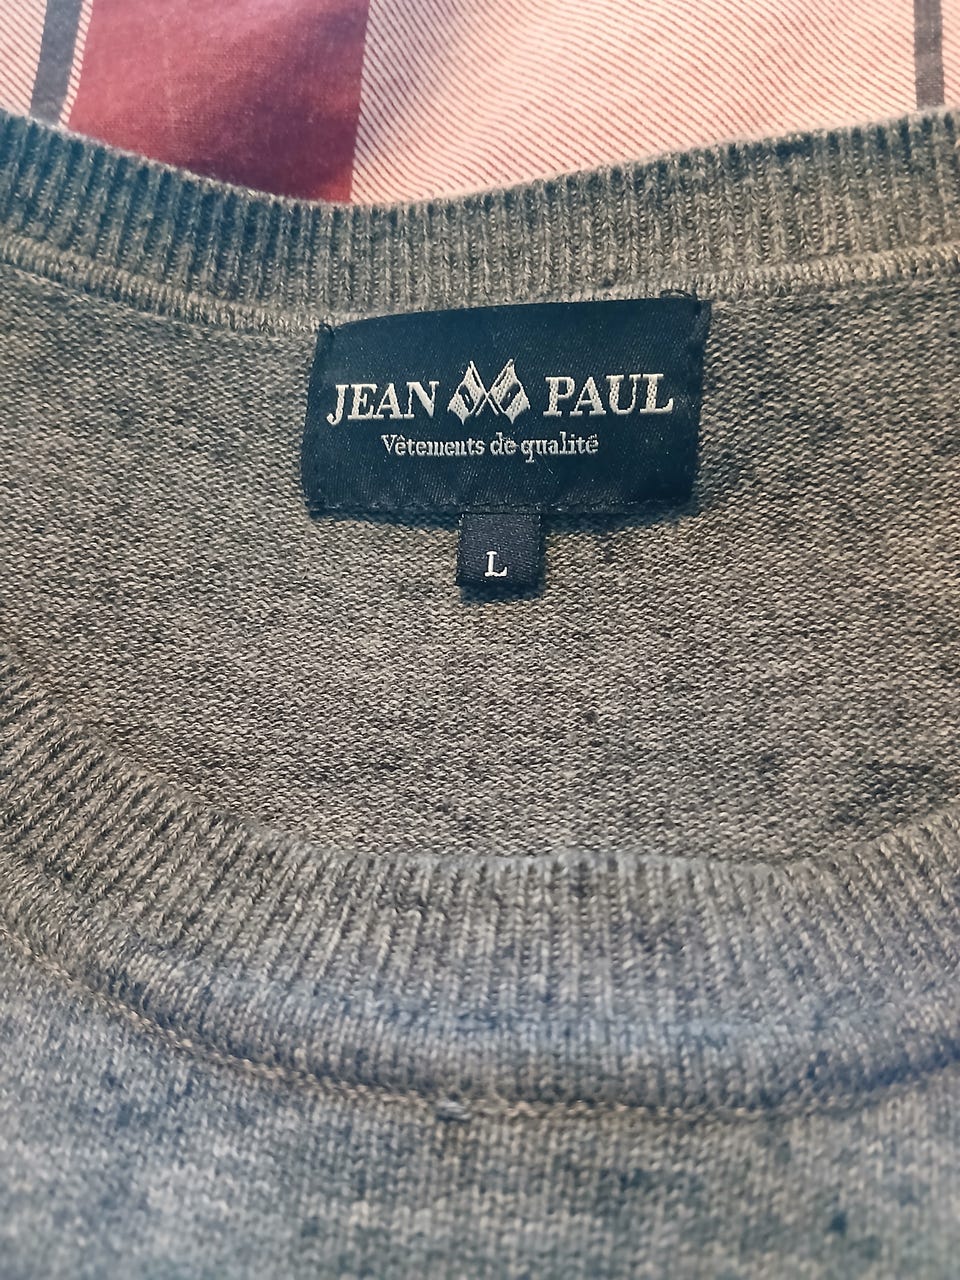 JEAN PAUL
Vêtements de qualité
L